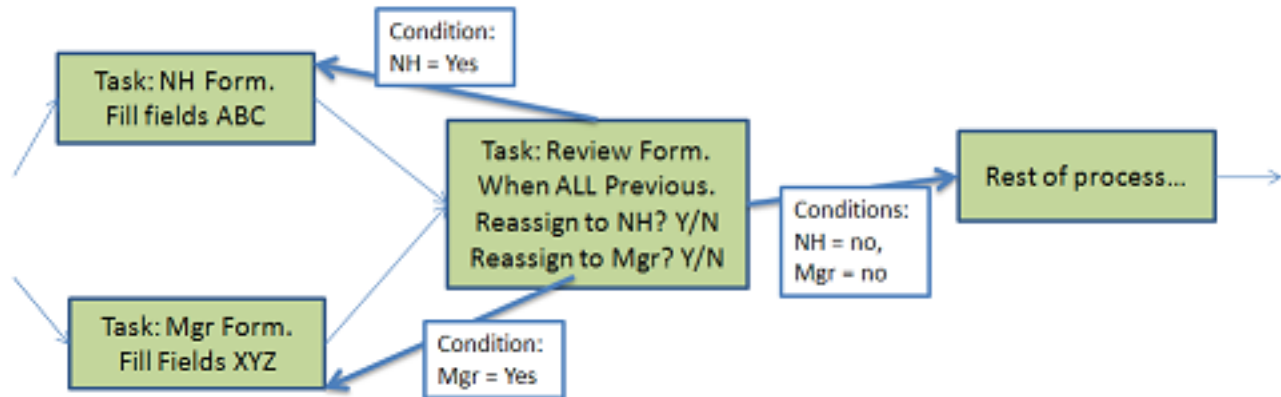 Condition:
NH = Yes
Task: NH Form.
Fill fields ABC
Task: Review Form.
When ALL Previous.
Reassign to NH? Y/N
Reassign to Mgr? Y/N
Rest of process...
Conditions:
NH = no,
Mgr = no
Task: Mgr Form.
Fill Fields XYZ
Condition:
Mgr = Yes